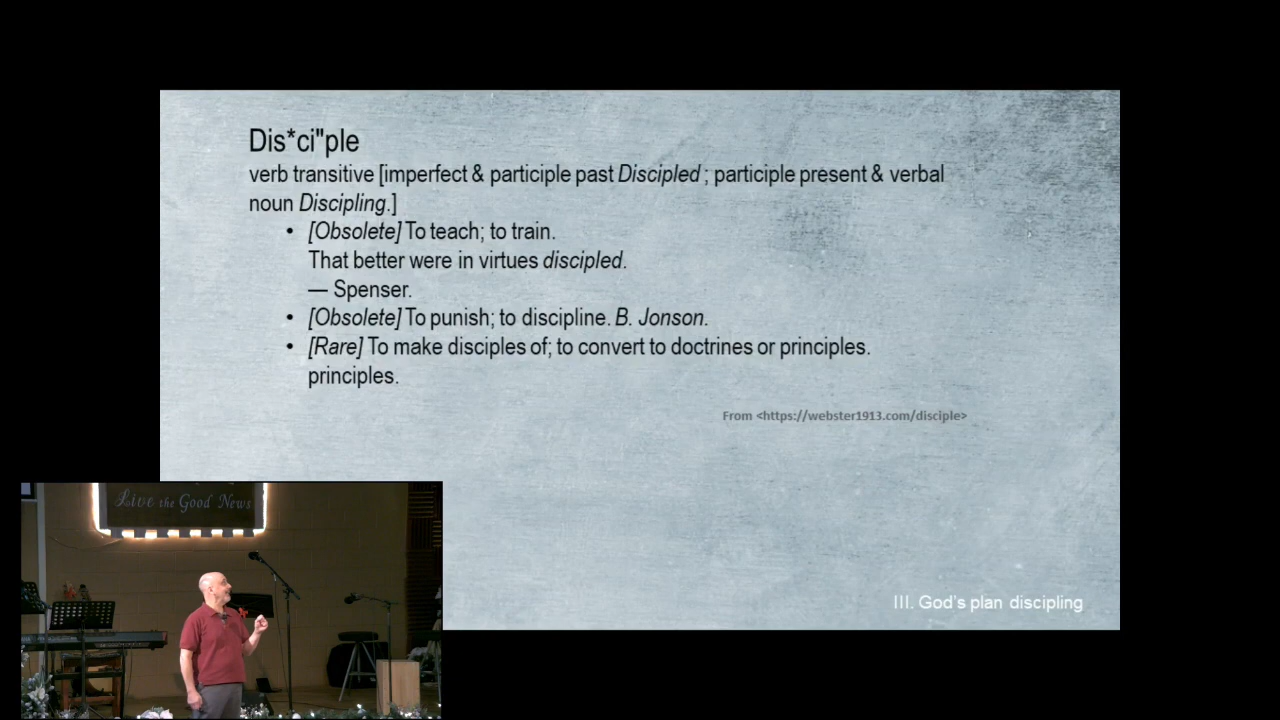 Dis*ci"ple
verb transitive [imperfect & participle past Discipled ; participle present & verbal
noun Discipling.]
• [Obsolete] To teach; to train.
That better were in virtues discipled.
— Spenser.
• [Obsolete] To punish; to discipline. B. Jonson.
• [Rare] To make disciples of; to convert to doctrines or principles.
principles.
From <https://webster1913.com/disciple>
Live the Good News
III. God's plan discipling